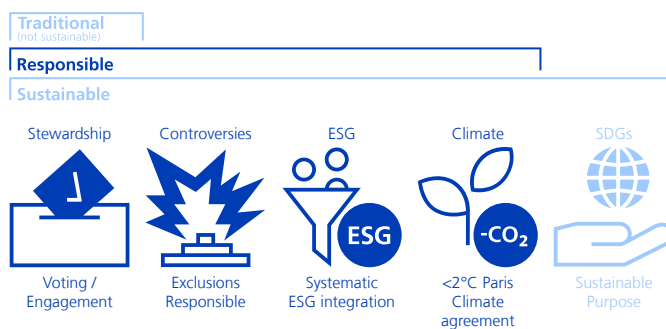 Traditional
(not sustainable)
Responsible
Sustainable
Stewardship
Controversies
ESG
Climate
SDGs
ESG
-CO₂
Voting /
Engagement
Exclusions
Responsible
Systematic
ESG integration
<2°C Paris
Climate
agreement
Sustainable
Purpose